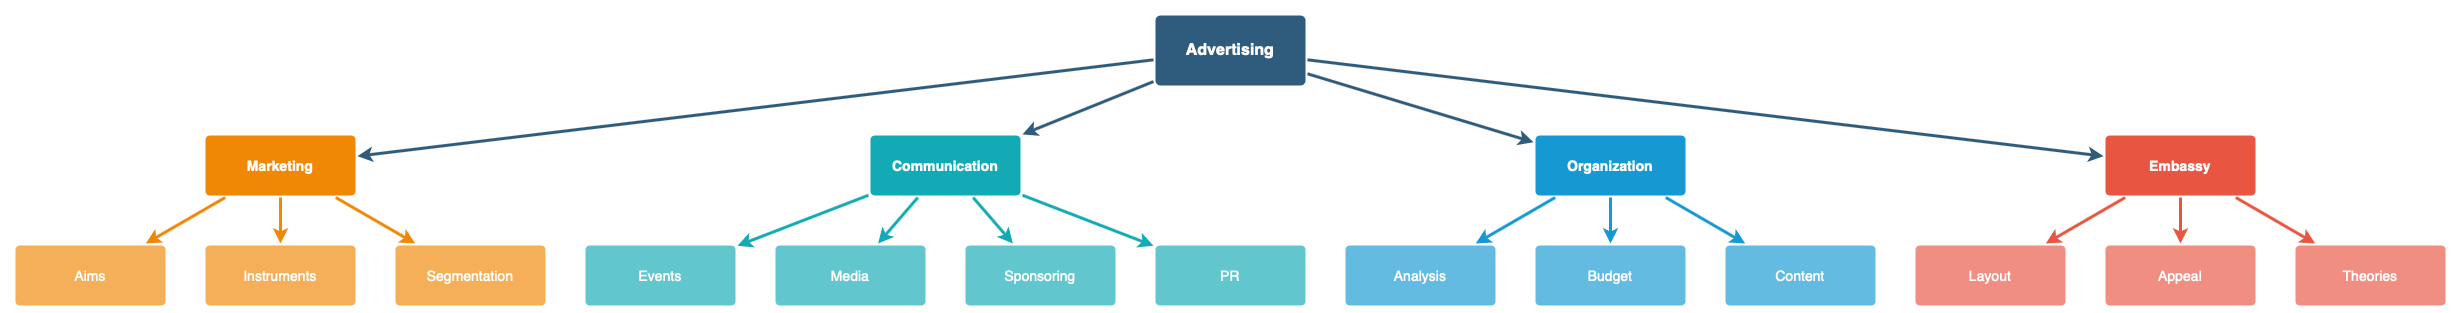 Advertising
Marketing
Communication
Organization
Embassy
Aims
Instruments
Segmentation
Events
Media
Sponsoring
PR
Analysis
Budget
Content
Layout
Appeal
Theories